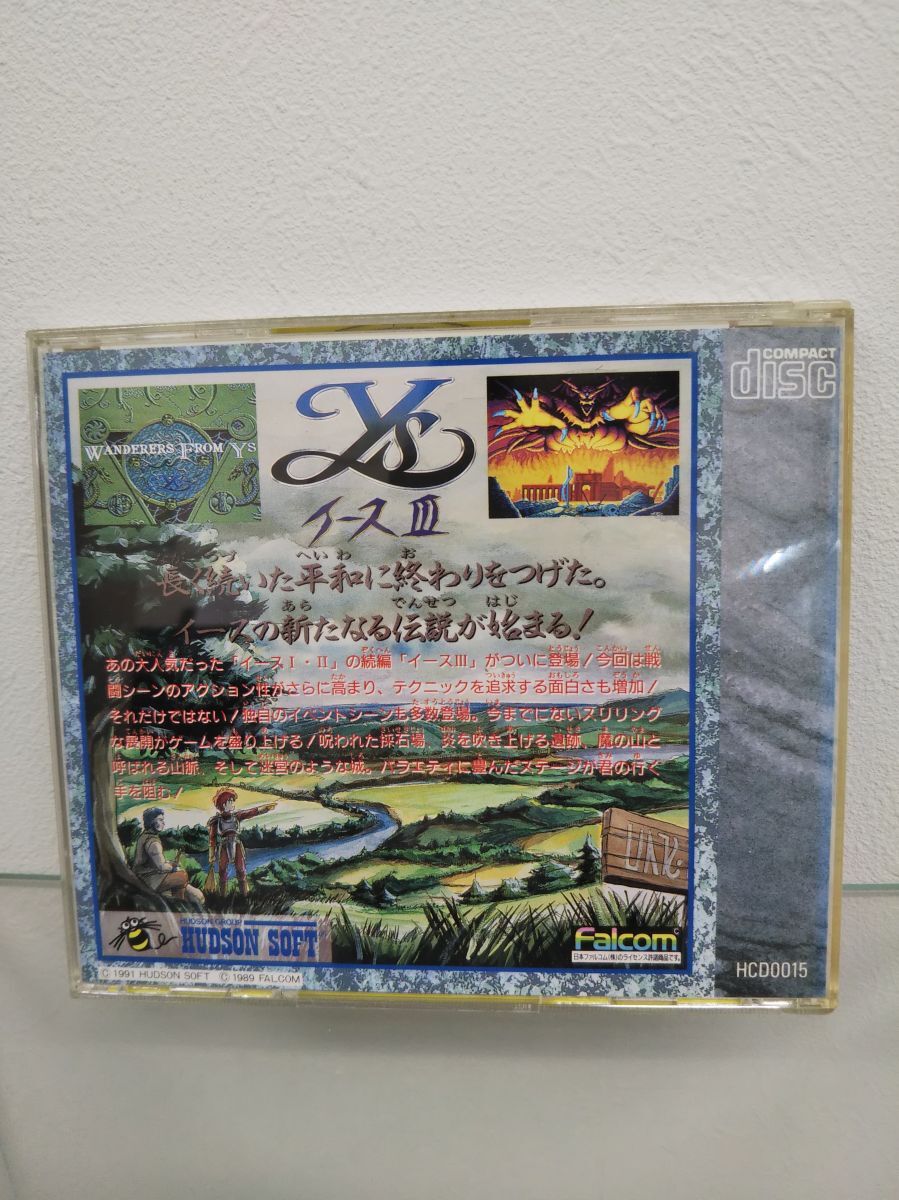 COMPACT
disc
WANDERERS FROM YS
Ys
イース III
長く続いた平和に終わりをつげた。
イースの新たなる伝説が始まる!
あの大人気だった「イースI・II」の続編「イースIII」がついに登場!今回は戦
闘シーンのアクション性がさらに高まり、テクニックを追求する面白さも増加!
それだけではない!独自のイベントシーンも多数登場。今までにないスリリング
な展開がゲームを盛り上げる!呪われた採石場、炎を吹き上げる遺跡、魔の山と
呼ばれる山脈、そして迷宮のような城。バラエティに豊んだステージが君の行く
手を阻む!
HUDSON GROUP
HUDSON SOFT
Falcom
日本ファルコム(株)のライセンス許諾商品です。
© 1991 HUDSON SOFT © 1989 FALCOM
HCD0015